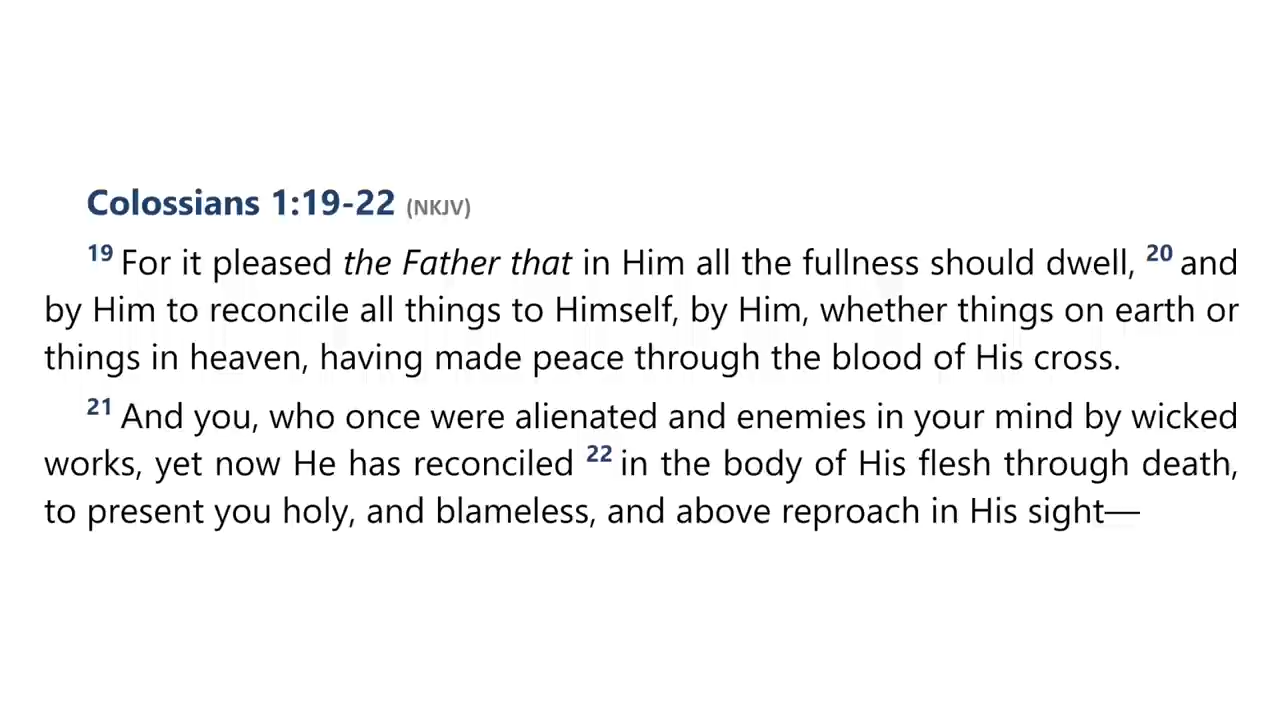 Colossians 1:19-22 (NKJV)
19 For it pleased the Father that in Him all the fullness should dwell, 20 and
by Him to reconcile all things to Himself, by Him, whether things on earth or
things in heaven, having made peace through the blood of His cross.
21 And you, who once were alienated and enemies in your mind by wicked
works, yet now He has reconciled 22 in the body of His flesh through death,
to present you holy, and blameless, and above reproach in His sight—